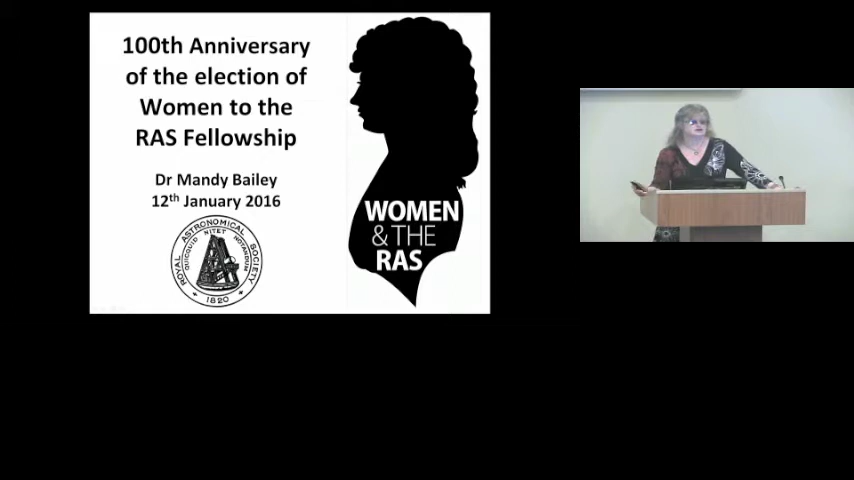 100th Anniversary
of the election of
Women to the
RAS Fellowship
Dr Mandy Bailey
12th January 2016
ROYAL ASTRONOMICAL SOCIETY
QUICQUID NITET NOTANDUM
1820
WOMEN
& THE
RAS